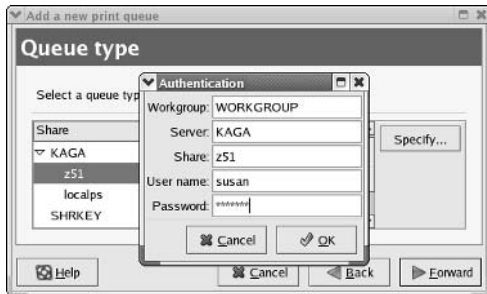 Add a new print queue
Queue type
Select a queue typ
Share
KAGA
z51
localps
SHRKEY
Specify...
Authentication
Workgroup: WORKGROUP
Server: KAGA
Share: z51
User name: susan
Password: *******
Cancel
OK
Help
Cancel
Back
Forward